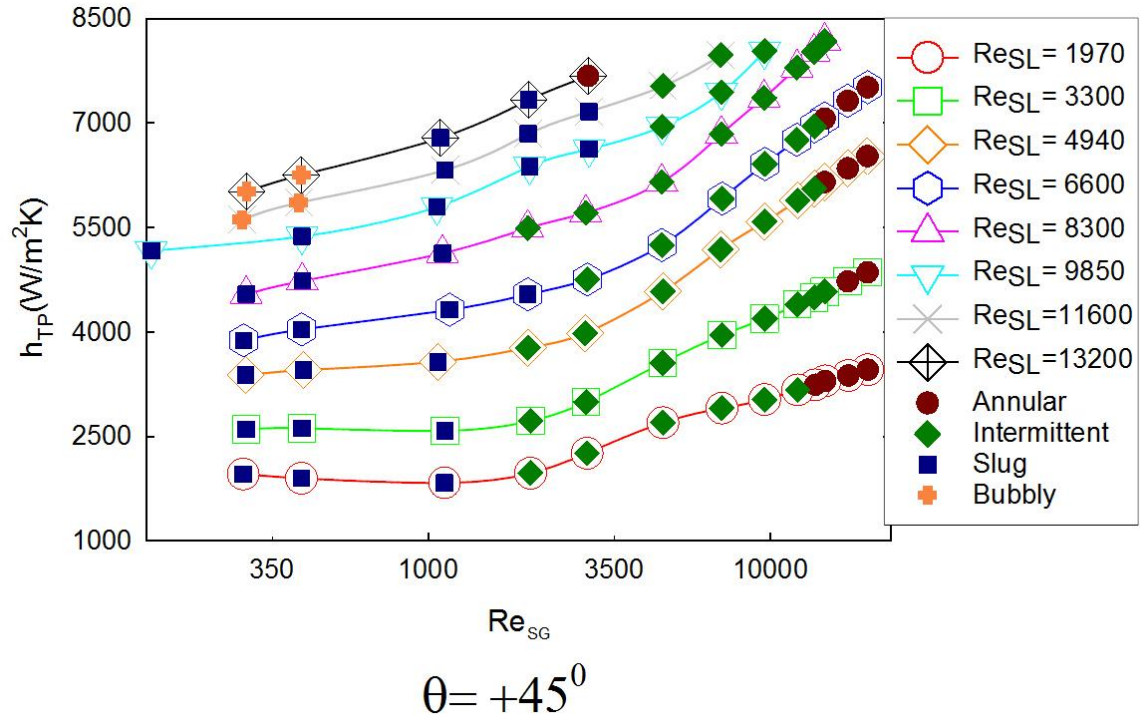 8500
7000
5500
4000
2500
1000
h_TP(W/m²K)
350 1000 3500 10000
Re_SG
θ= +45⁰
Re_SL= 1970
Re_SL= 3300
Re_SL= 4940
Re_SL= 6600
Re_SL= 8300
Re_SL= 9850
Re_SL=11600
Re_SL=13200
Annular
Intermittent
Slug
Bubbly